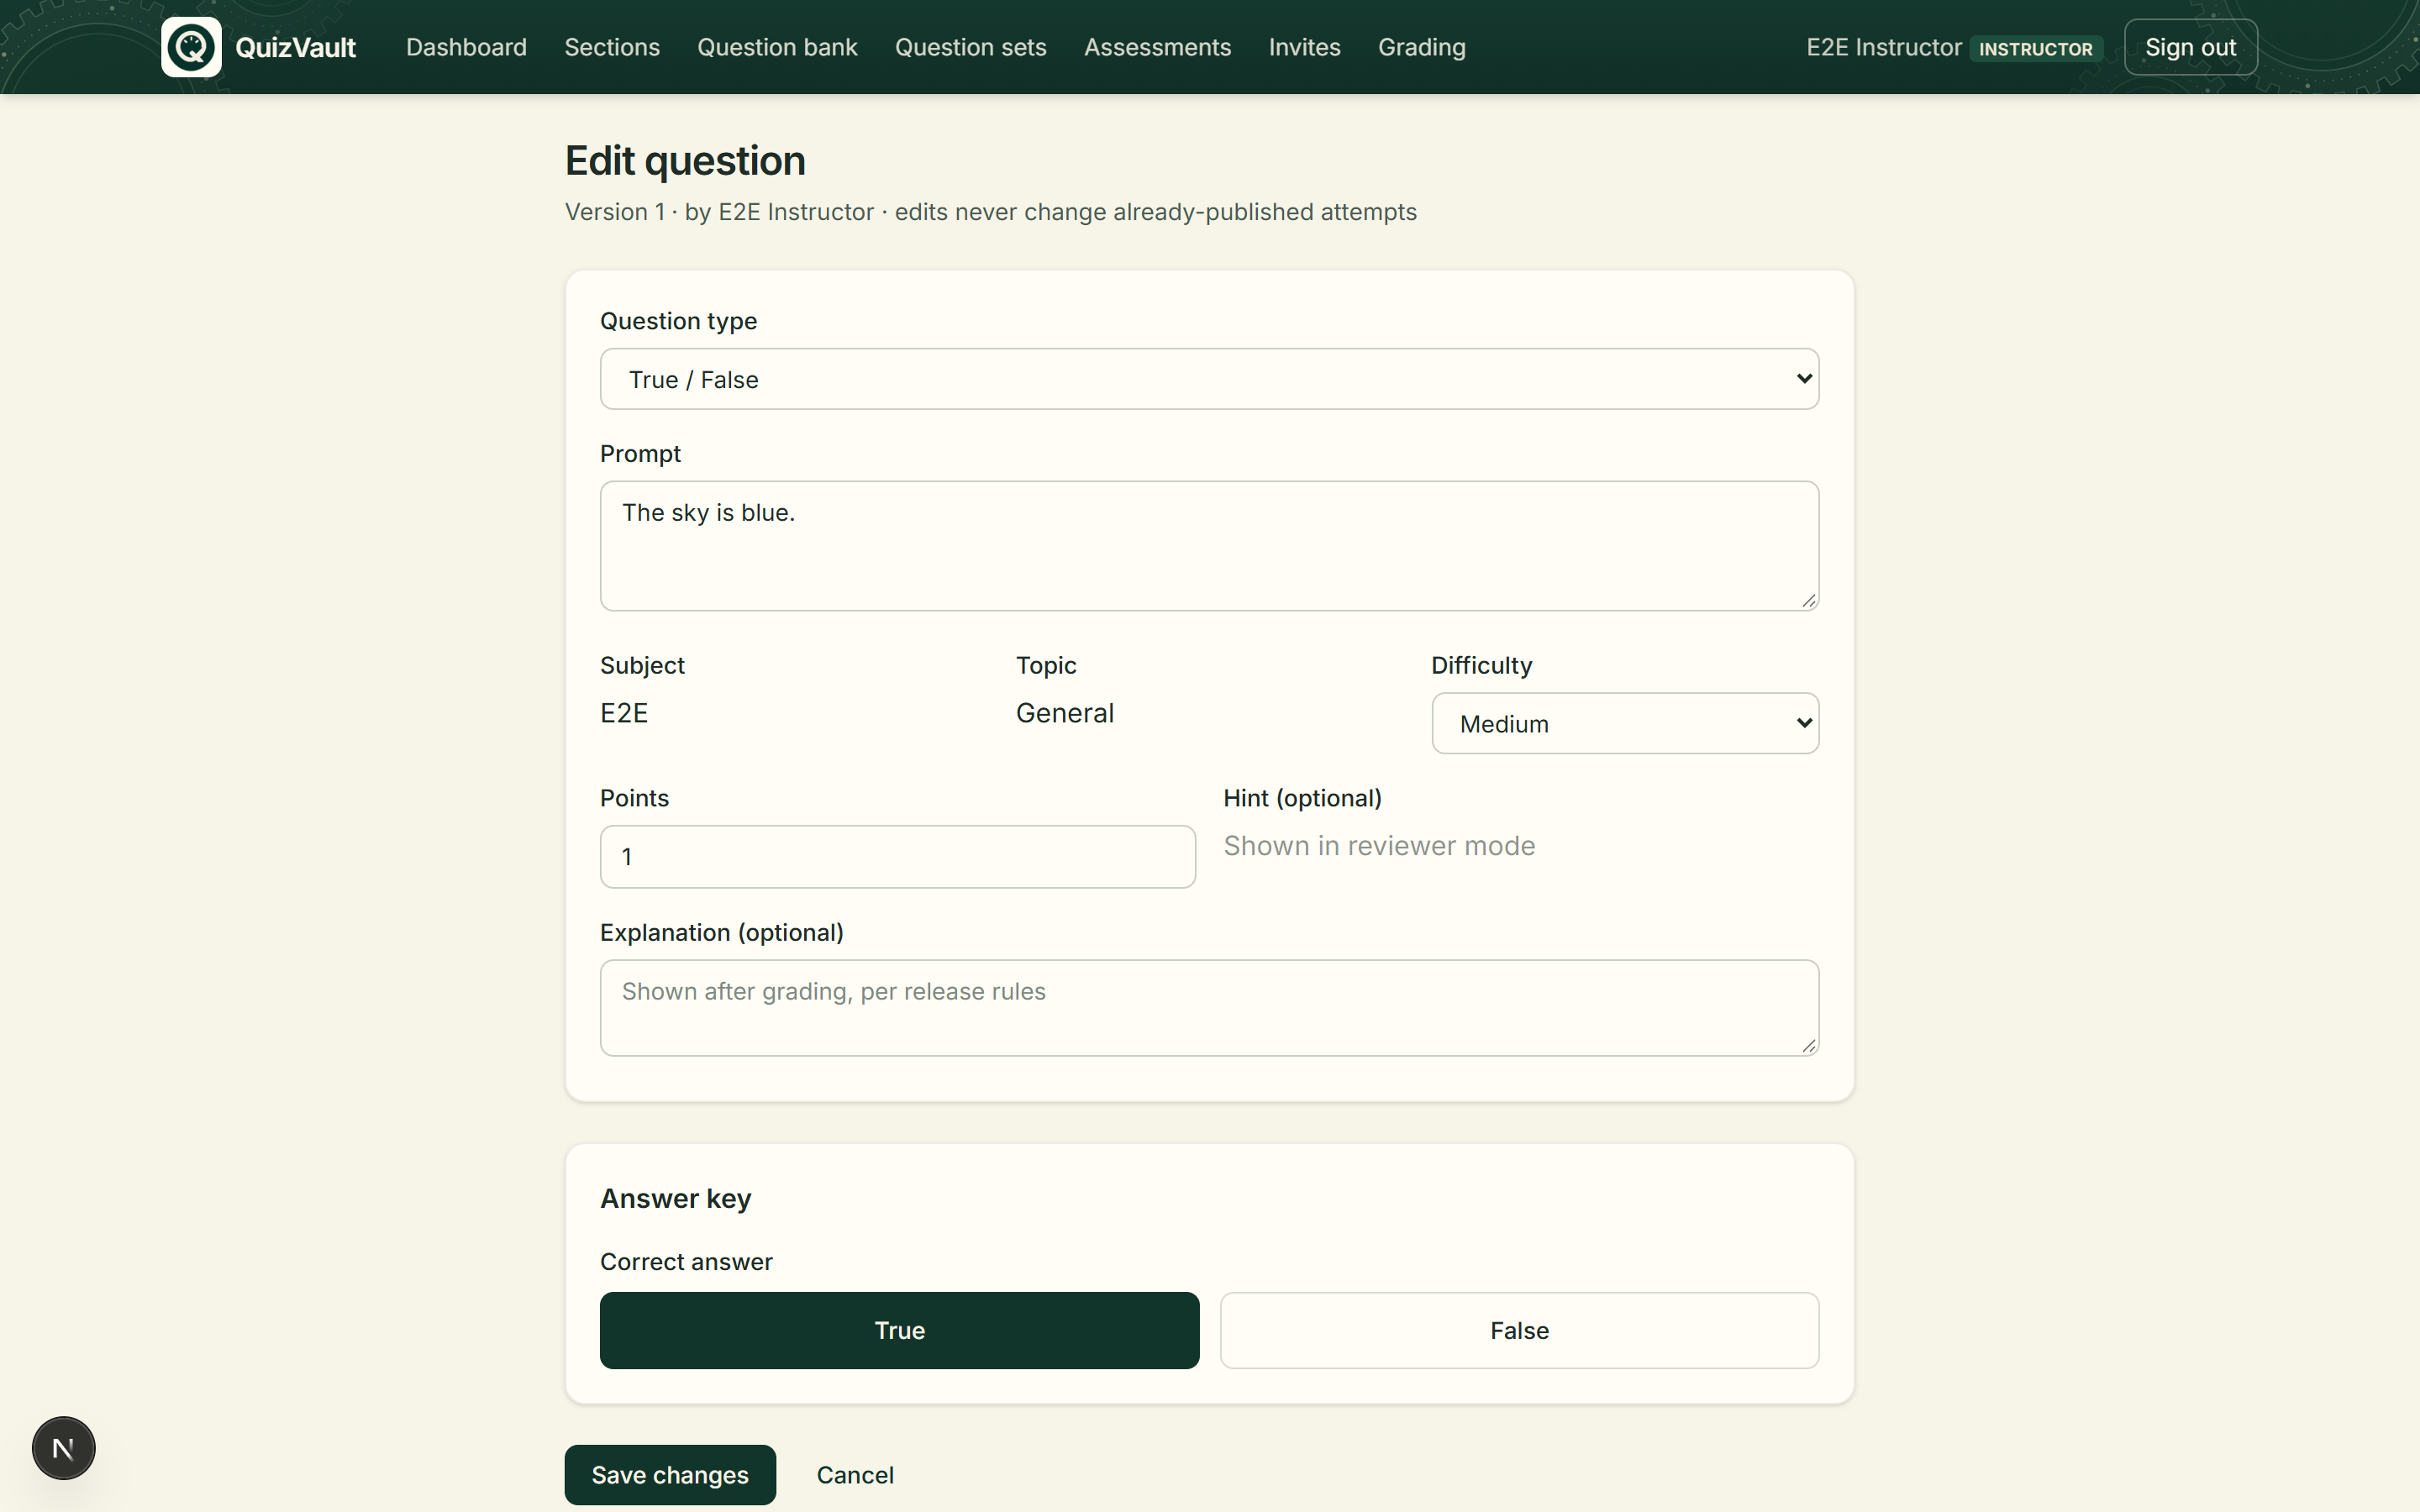 QuizVault Dashboard Sections Question bank Question sets Assessments Invites Grading E2E Instructor INSTRUCTOR Sign out
Edit question
Version 1 · by E2E Instructor · edits never change already-published attempts
Question type
True / False
Prompt
The sky is blue.
Subject Topic Difficulty
E2E General Medium
Points Hint (optional)
1 Shown in reviewer mode
Explanation (optional)
Shown after grading, per release rules
Answer key
Correct answer
True False
Save changes Cancel
N